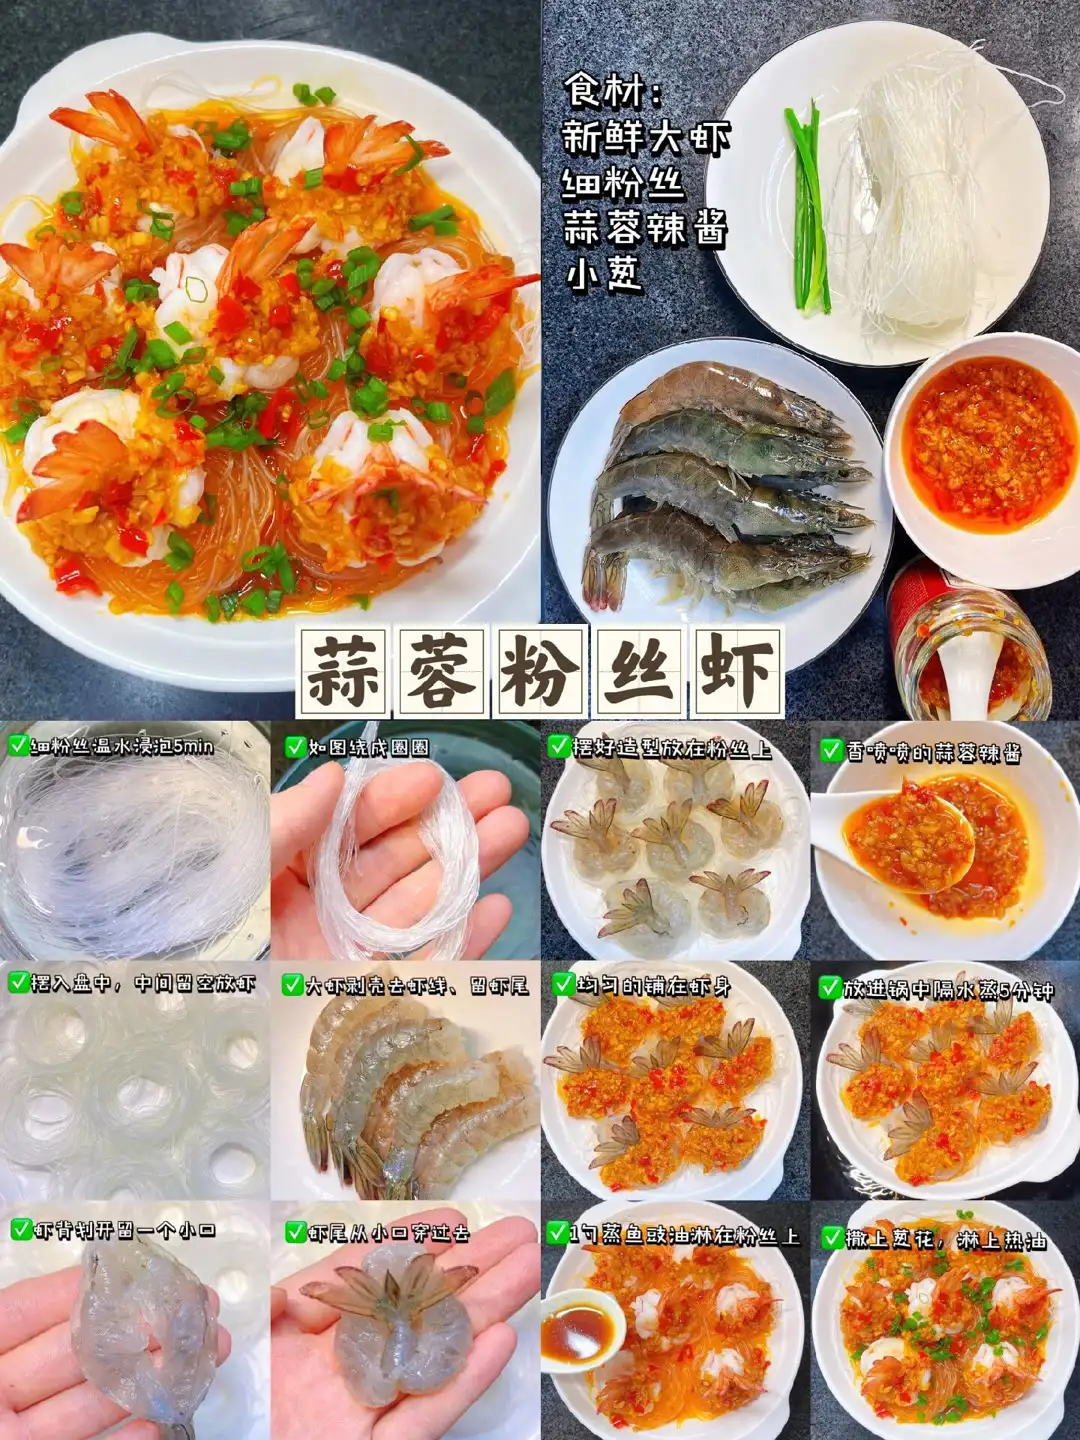 食材：
新鲜大虾
细粉丝
蒜蓉辣酱
小葱
蒜蓉粉丝虾
✅细粉丝温水浸泡5min
✅如图绕成圈圈
✅摆入盘中，中间留空放虾
✅大虾剥壳去虾线、留虾尾
✅虾背划开留一个小口
✅虾尾从小口穿过去
✅摆好造型放在粉丝上
✅香喷喷的蒜蓉辣酱
✅均匀的铺在虾身
✅放进锅中隔水蒸5分钟
✅1勺蒸鱼豉油淋在粉丝上
✅撒上葱花，淋上热油